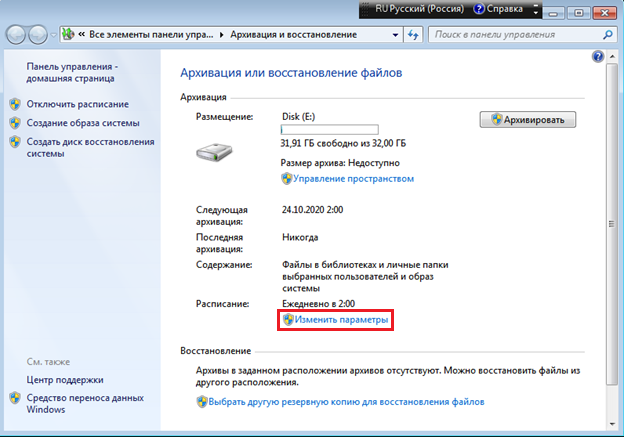 RU Русский (Россия) Справка
Все элементы панели упра... Архивация и восстановление
Поиск в панели управления
Панель управления -
домашняя страница
Отключить расписание
Создание образа системы
Создать диск восстановления
системы
См. также
Центр поддержки
Средство переноса данных
Windows
Архивация или восстановление файлов
Архивация
Размещение: Disk (E:)
Архивировать
31,91 ГБ свободно из 32,00 ГБ
Размер архива: Недоступно
Управление пространством
Следующая 24.10.2020 2:00
архивация:
Последняя Никогда
архивация:
Содержание: Файлы в библиотеках и личные папки
выбранных пользователей и образ
системы
Расписание: Ежедневно в 2:00
Изменить параметры
Восстановление
Архивы в заданном расположении архивов отсутствуют. Можно восстановить файлы из
другого расположения.
Выбрать другую резервную копию для восстановления файлов